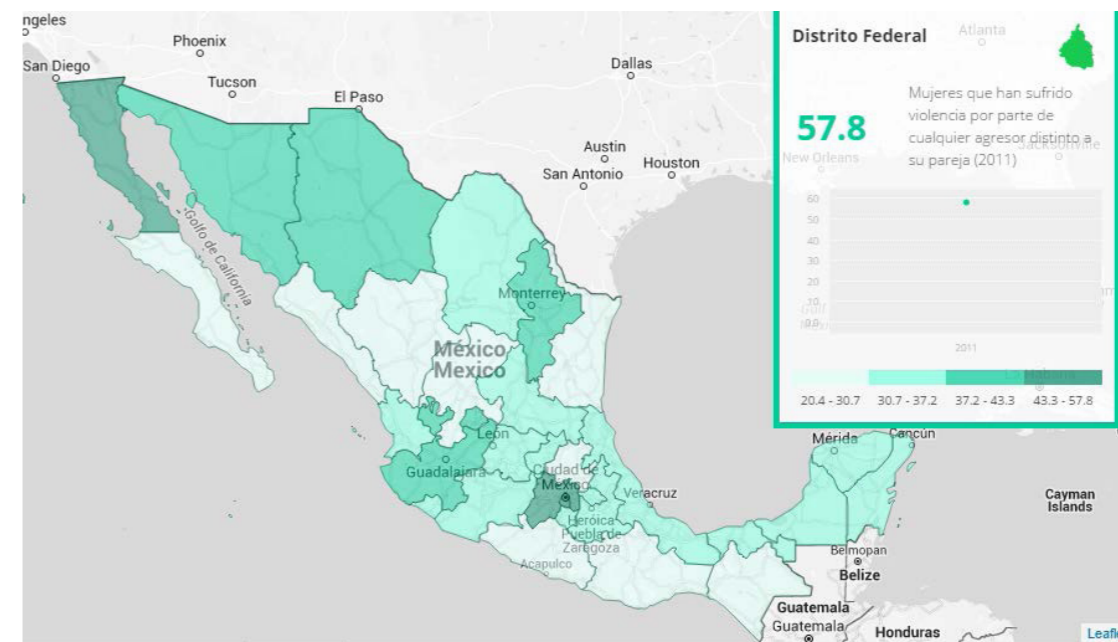 ngeles
Phoenix
San Diego
Tucson
El Paso
Dallas
Austin
San Antonio
Houston
Golfo de California
Monterrey
México
Mexico
León
Guadalajara
Ciudad de
México
Veracruz
Heróica
Puebla de
Zaragoza
Acapulco
Mérida
Cancún
Cayman
Islands
Belmopan
Belize
Guatemala
Guatemala
Honduras
Leafl
Distrito Federal
Atlanta
57.8
Mujeres que han sufrido
violencia por parte de
cualquier agresor distinto a
su pareja (2011)
Jacksonville
New Orleans
60
50
40
30
20
10
0.0
2011
20.4 - 30.7
30.7 - 37.2
37.2 - 43.3
43.3 - 57.8